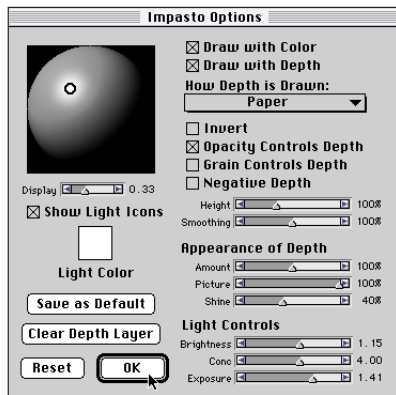 Impasto Options
Draw with Color
Draw with Depth
How Depth is Drawn:
Paper
Invert
Opacity Controls Depth
Grain Controls Depth
Negative Depth
Height 100%
Smoothing 100%
Display 0.33
Show Light Icons
Light Color
Save as Default
Clear Depth Layer
Reset
OK
Appearance of Depth
Amount 100%
Picture 100%
Shine 40%
Light Controls
Brightness 1.15
Conc 4.00
Exposure 1.41